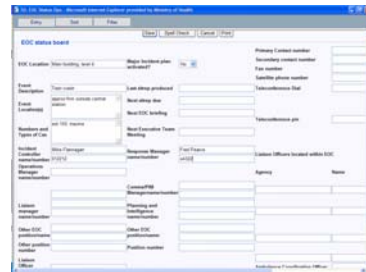 EOC Status Ops - Microsoft Internet Explorer provided by Ministry of Health
Entry Sort Filter
Save Spell Check Cancel Print
EOC status board
Primary Contact number
EOC Location Main building, level 4 Major Incident plan activated? Secondary contact number
Fax number
Satellite phone number
Event Description Train crash Last sitrep produced Teleconference Dial
Event Location(s) Next sitrep due
station
Next EOC briefing
Numbers and Types of Cas Next Executive Team Meeting Teleconference pin
Incident Controller name/number Mike Flannagan Response Manager name/number Fred Pearce Liaison Officers located within EOC
Operations Manager name/number Agency Name
Comms/PIM Manager name/number
Liaison manager name/number Planning and Intelligence name/number
Other EOC position/name Other EOC position/name
Other position number Position number
Liaison Officer Ambulance Coordination Officer